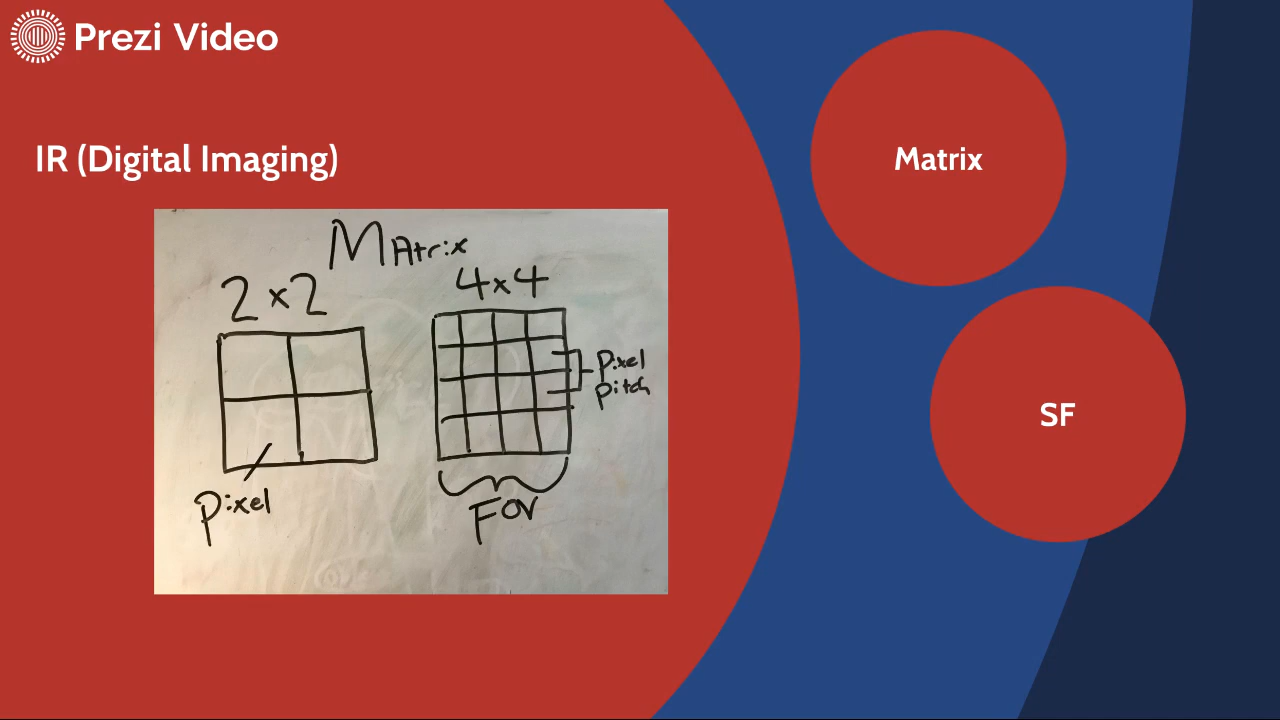 Prezi Video
IR (Digital Imaging)
MAtrix
2x2
4x4
pixel
pitch
pixel
FOV
Matrix
SF